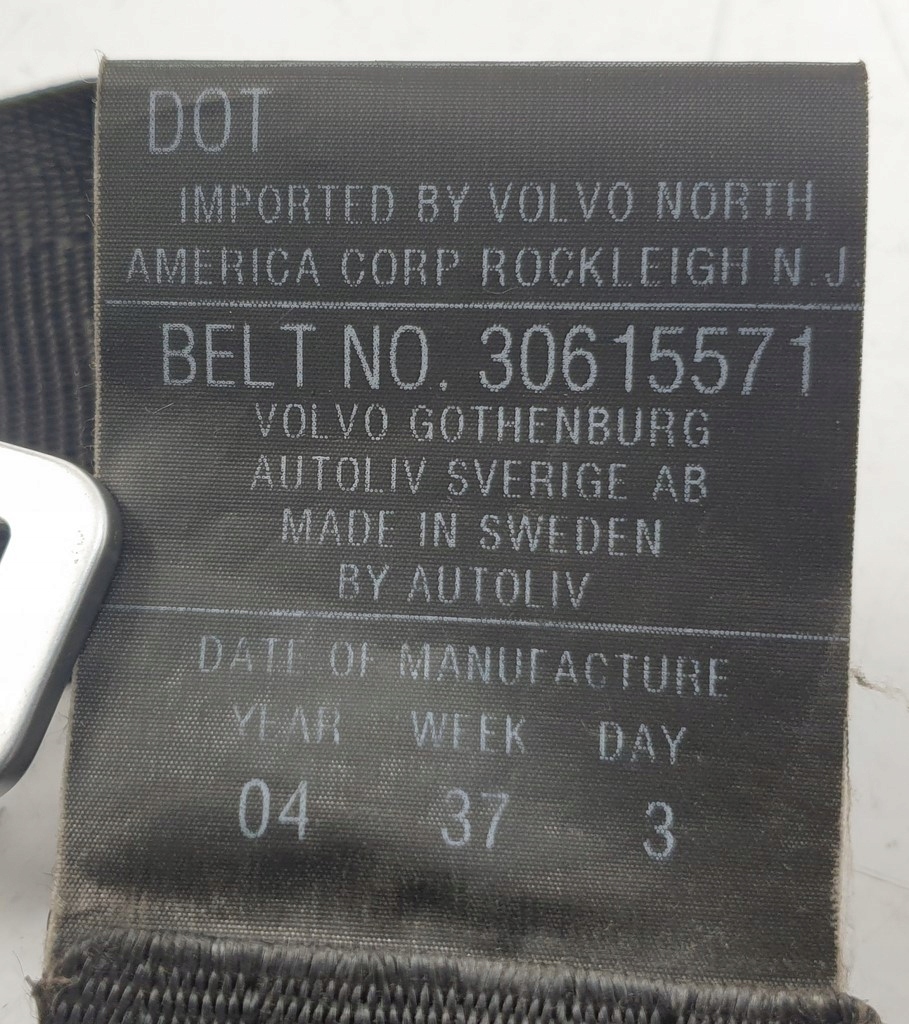 DOT
IMPORTED BY VOLVO NORTH
AMERICA CORP ROCKLEIGH N.J.
BELT NO. 30615571
VOLVO GOTHENBURG
AUTOLIV SVERIGE AB
MADE IN SWEDEN
BY AUTOLIV
DATE OF MANUFACTURE
YEAR WEEK DAY
04 37 3